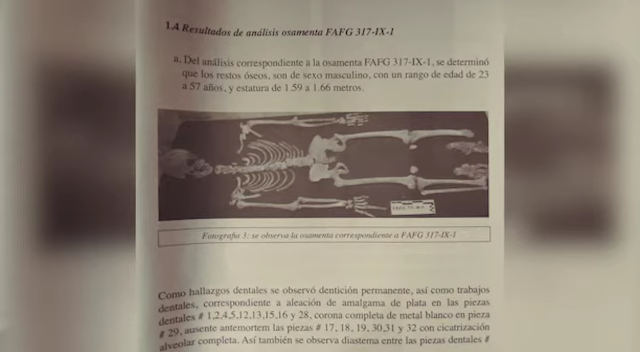 1.4 Resultados de análisis osamenta FAFG 317-IX-1
a. Del análisis correspondiente a la osamenta FAFG 317-IX-1, se determinó
que los restos óseos, son de sexo masculino, con un rango de edad de 23
a 57 años, y estatura de 1.59 a 1.66 metros.
Fotografía 3: se observa la osamenta correspondiente a FAFG 317-IX-1
Como hallazgos dentales se observó dentición permanente, así como trabajos
dentales, correspondiente a aleación de amalgama de plata en las piezas
dentales # 1,2,4,5,12,13,15,16 y 28, corona completa de metal blanco en pieza
# 29, ausente antemortem las piezas # 17, 18, 19, 30,31 y 32 con cicatrización
alveolar completa. Así también se observa diastema entre las piezas dentales #